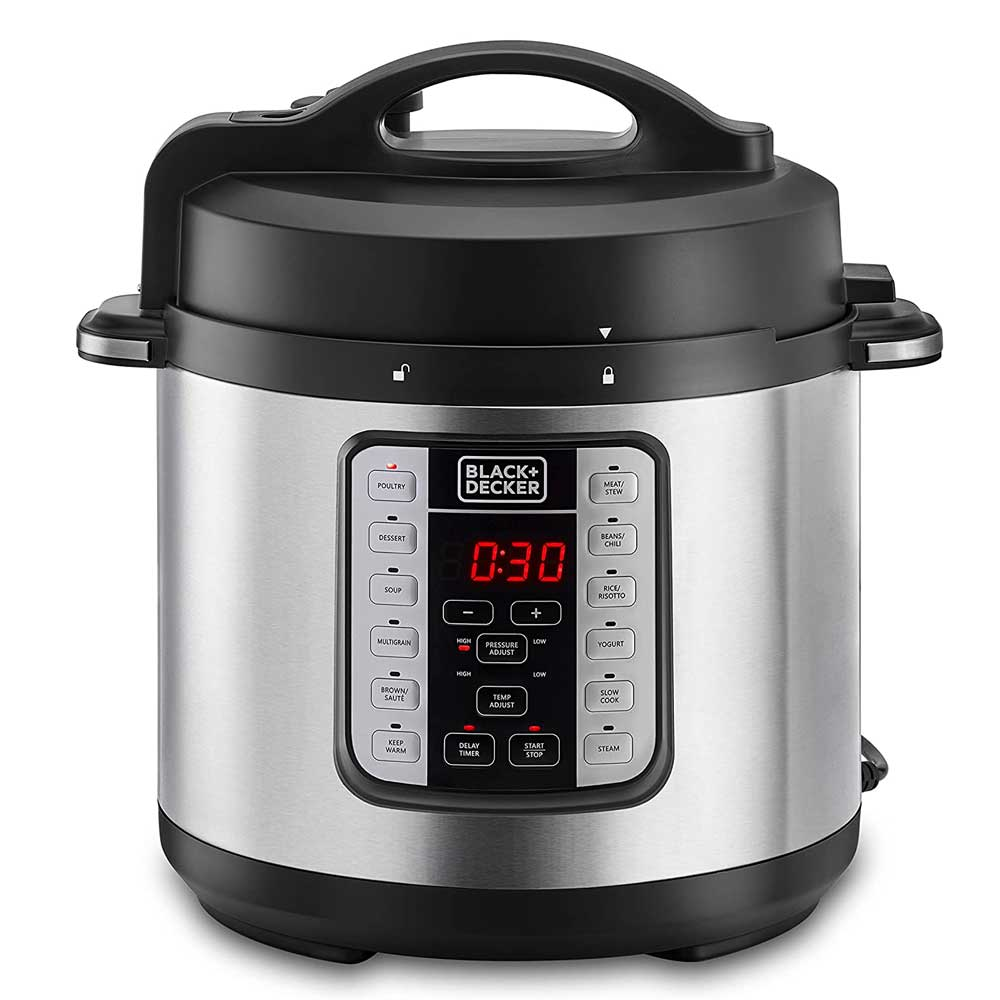 BLACK+
DECKER
POULTRY
DESSERT
SOUP
MULTIGRAIN
BROWN/
SAUTÉ
KEEP
WARM
0:30
−
+
HIGH
LOW
PRESSURE
ADJUST
HIGH
LOW
TEMP
ADJUST
DELAY
TIMER
START
STOP
MEAT/
STEW
BEANS/
CHILI
RICE/
RISOTTO
YOGURT
SLOW
COOK
STEAM